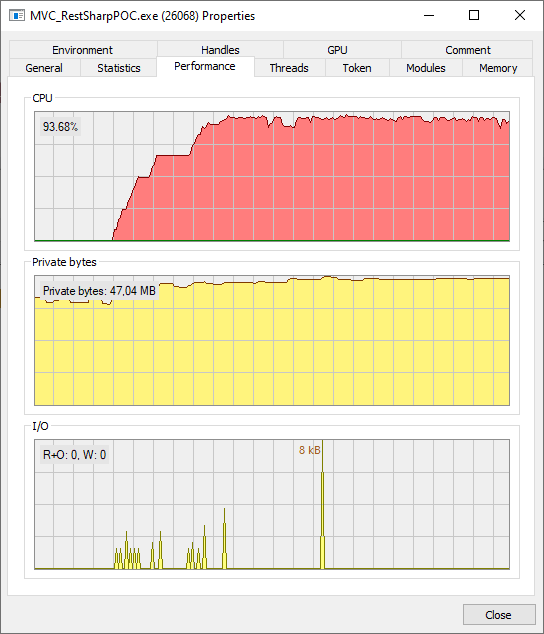 MVC_RestSharpPOC.exe (26068) Properties
Environment Handles GPU Comment
General Statistics Performance Threads Token Modules Memory
CPU
93.68%
Private bytes
Private bytes: 47,04 MB
I/O
R+O: 0, W: 0
8 kB
Close